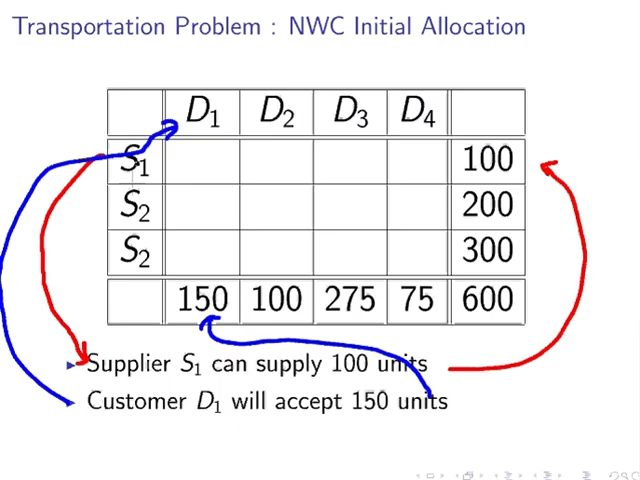 Transportation Problem : NWC Initial Allocation
D1 D2 D3 D4
S1 100
S2 200
S2 300
150 100 275 75 600
Supplier S1 can supply 100 units
Customer D1 will accept 150 units